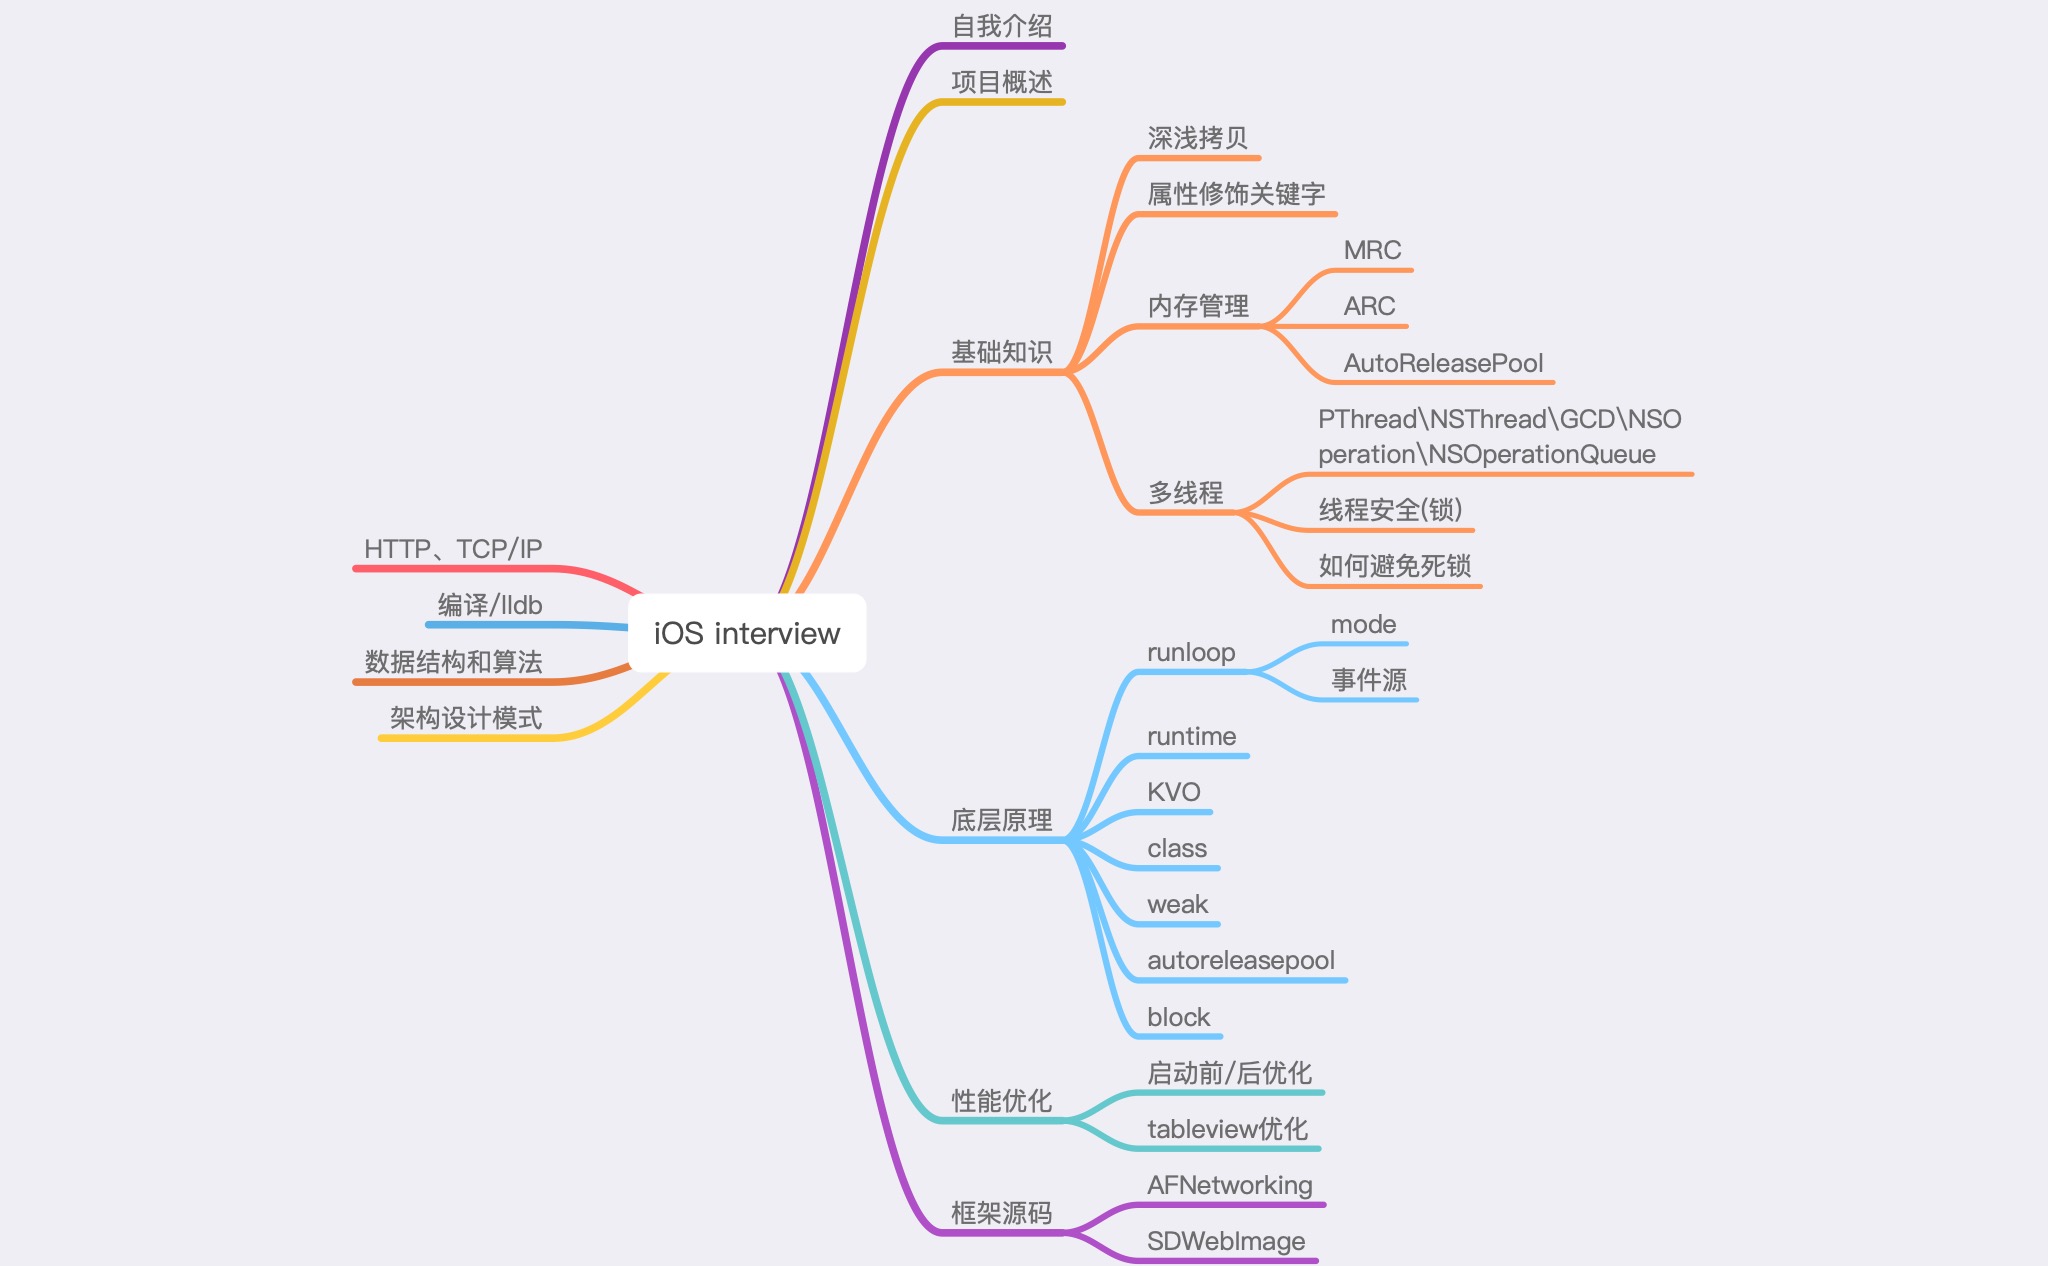 自我介绍
项目概述
深浅拷贝
属性修饰关键字
MRC
内存管理
ARC
基础知识
AutoReleasePool
PThread\NSThread\GCD\NSO
peration\NSOperationQueue
多线程
线程安全(锁)
如何避免死锁
HTTP、TCP/IP
编译/lldb
数据结构和算法
架构设计模式
iOS interview
mode
runloop
事件源
runtime
KVO
底层原理
class
weak
autoreleasepool
block
启动前/后优化
性能优化
tableview优化
AFNetworking
框架源码
SDWebImage